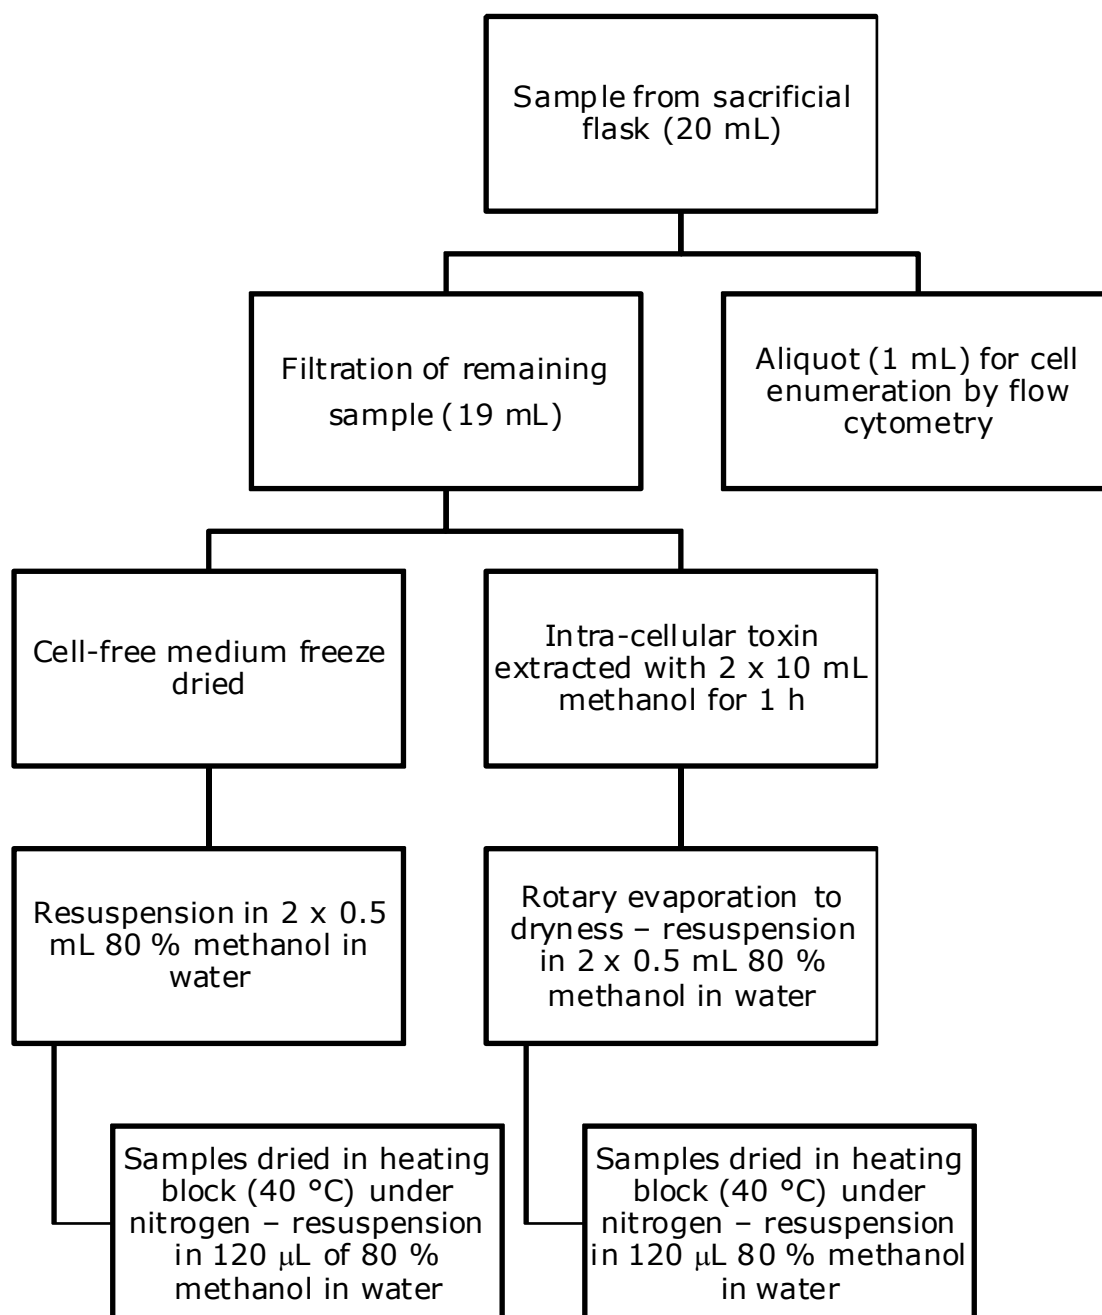 Sample from sacrificial
flask (20 mL)
Filtration of remaining
sample (19 mL)
Aliquot (1 mL) for cell
enumeration by flow
cytometry
Cell-free medium freeze
dried
Intra-cellular toxin
extracted with 2 x 10 mL
methanol for 1 h
Resuspension in 2 x 0.5
mL 80 % methanol in
water
Rotary evaporation to
dryness – resuspension
in 2 x 0.5 mL 80 %
methanol in water
Samples dried in heating
block (40 °C) under
nitrogen – resuspension
in 120 μL of 80 %
methanol in water
Samples dried in heating
block (40 °C) under
nitrogen – resuspension
in 120 μL 80 % methanol
in water